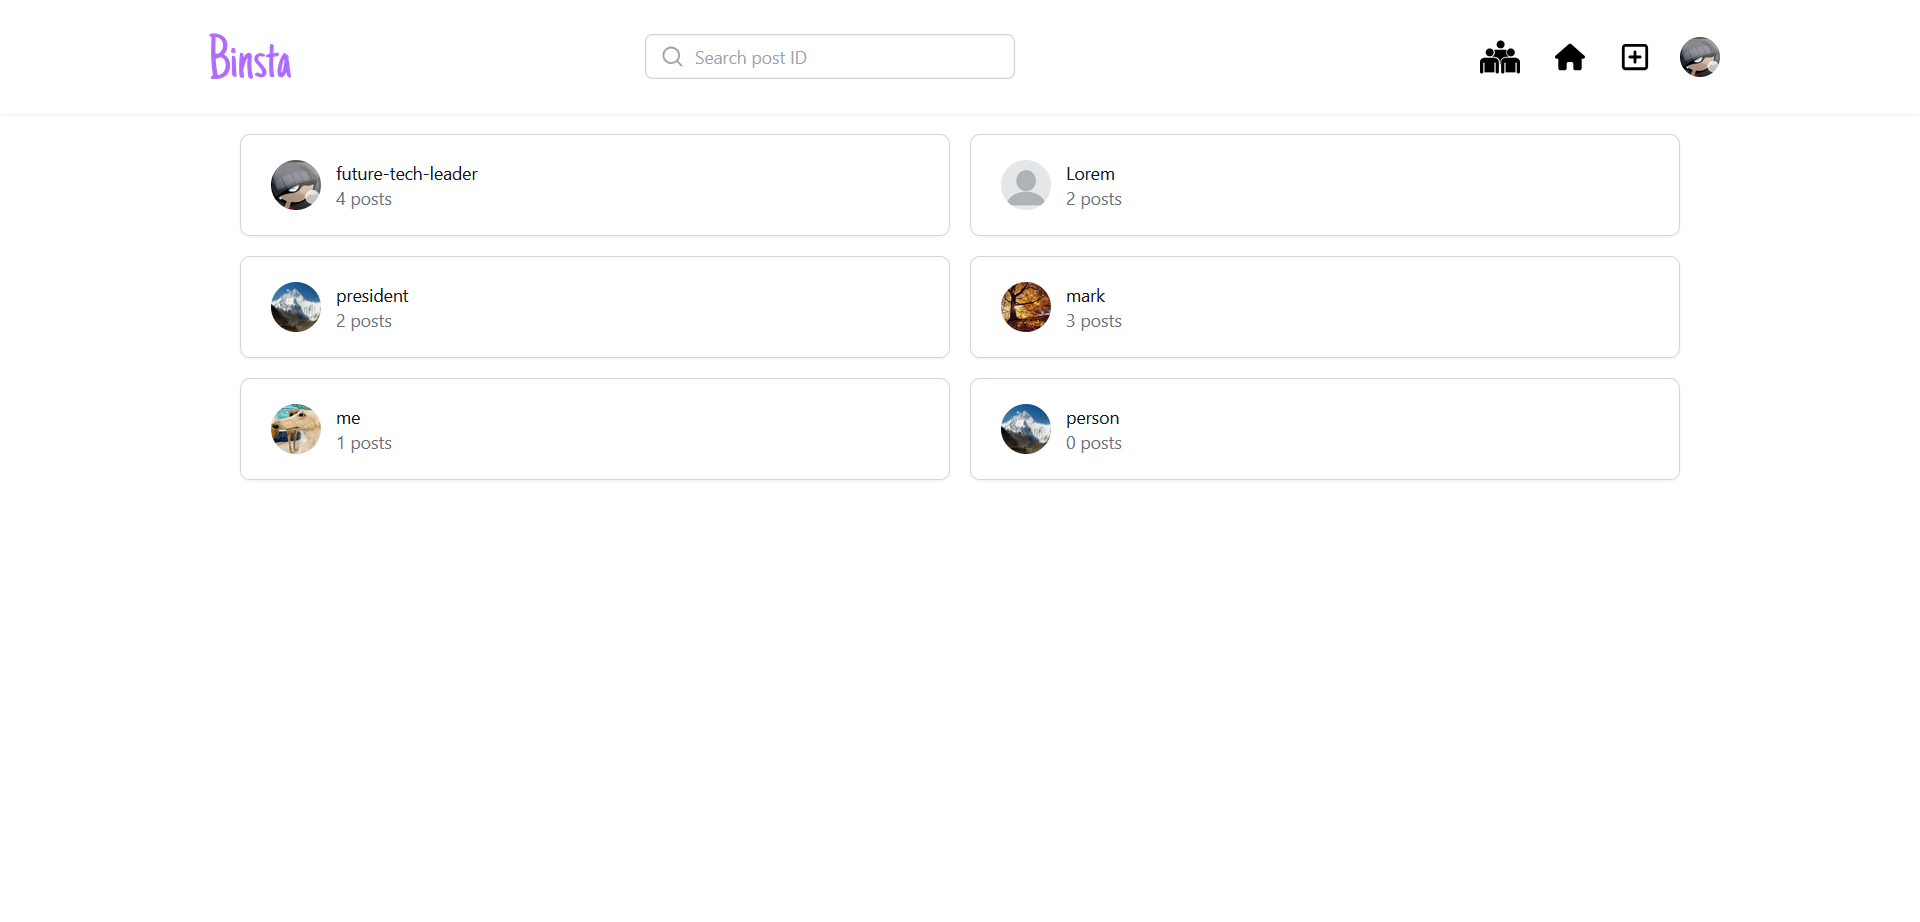 Binsta
Search post ID
future-tech-leader
4 posts
Lorem
2 posts
president
2 posts
mark
3 posts
me
1 posts
person
0 posts